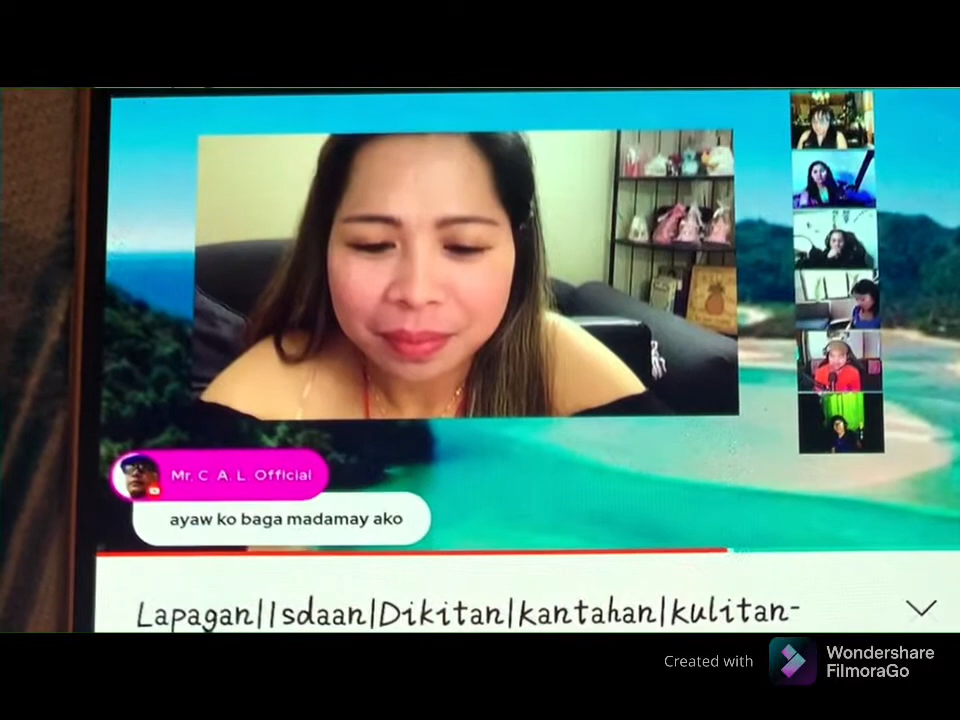 Mr. C A. L. Official
ayaw ko baga madamay ako
Lapagan||Isdaan|Dikitan|kantahan|kulitan-
Created with
Wondershare
FilmoraGo